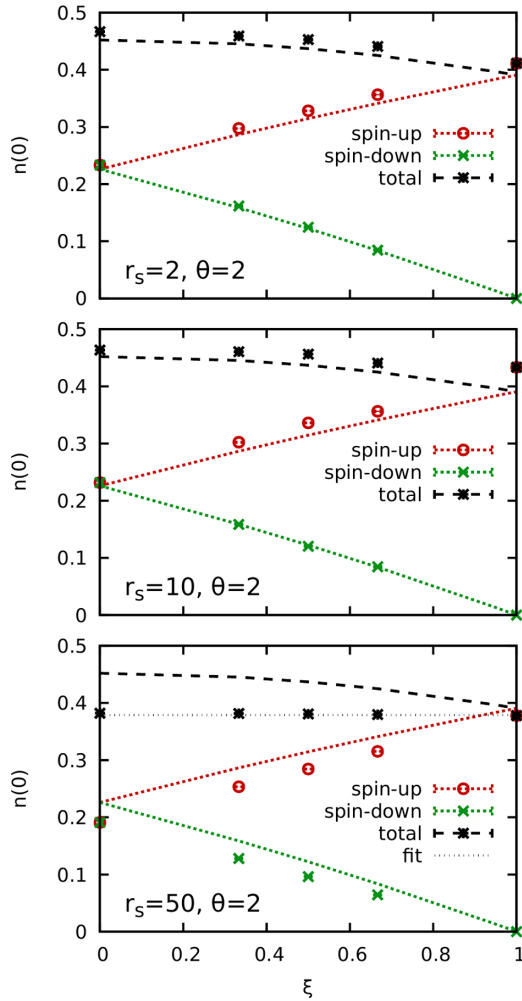 0.5
0.4
0.3
0.2
0.1
0
n(0)
spin-up
spin-down
total
rs=2, θ=2
0.5
0.4
0.3
0.2
0.1
0
n(0)
spin-up
spin-down
total
rs=10, θ=2
0.5
0.4
0.3
0.2
0.1
0
n(0)
spin-up
spin-down
total
fit
rs=50, θ=2
0 0.2 0.4 0.6 0.8 1
ξ